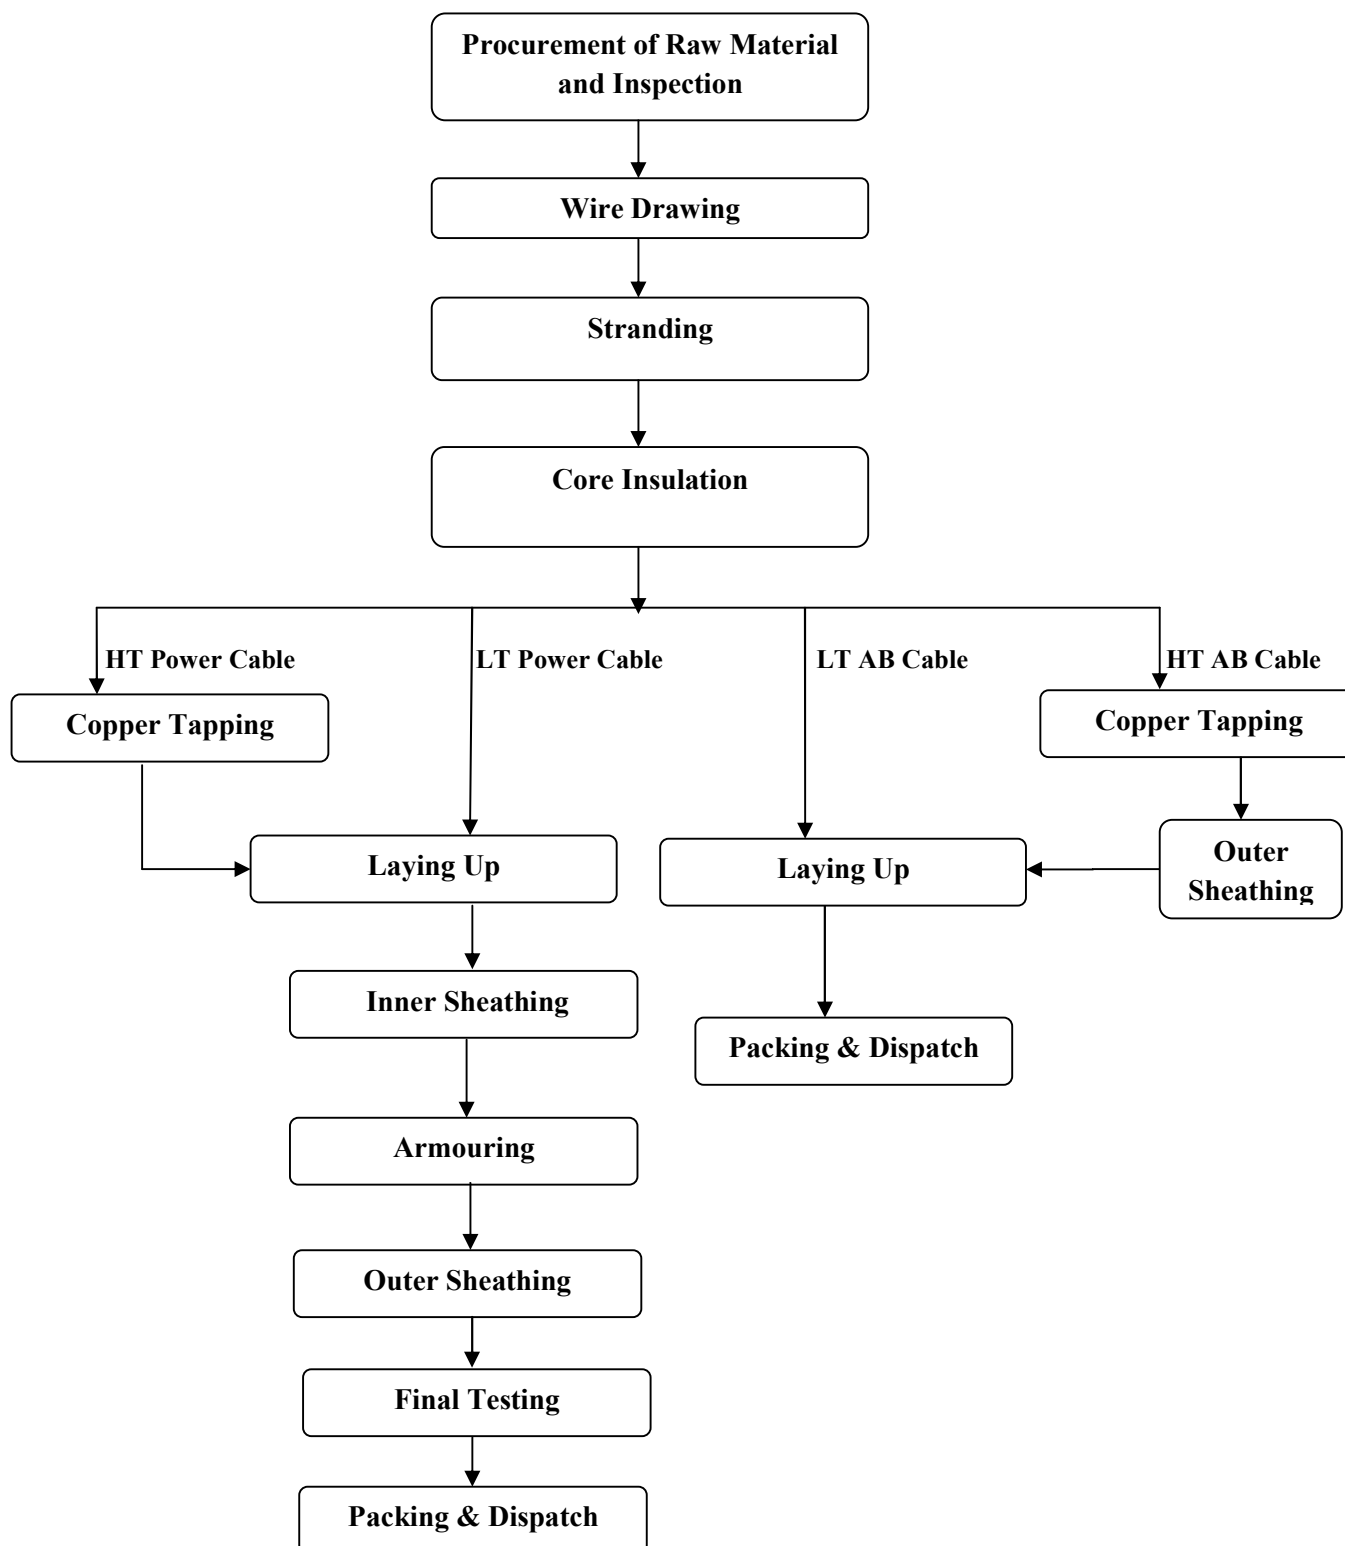 Procurement of Raw Material
and Inspection
Wire Drawing
Stranding
Core Insulation
HT Power Cable
LT Power Cable
LT AB Cable
HT AB Cable
Copper Tapping
Copper Tapping
Laying Up
Laying Up
Outer
Sheathing
Inner Sheathing
Packing & Dispatch
Armouring
Outer Sheathing
Final Testing
Packing & Dispatch